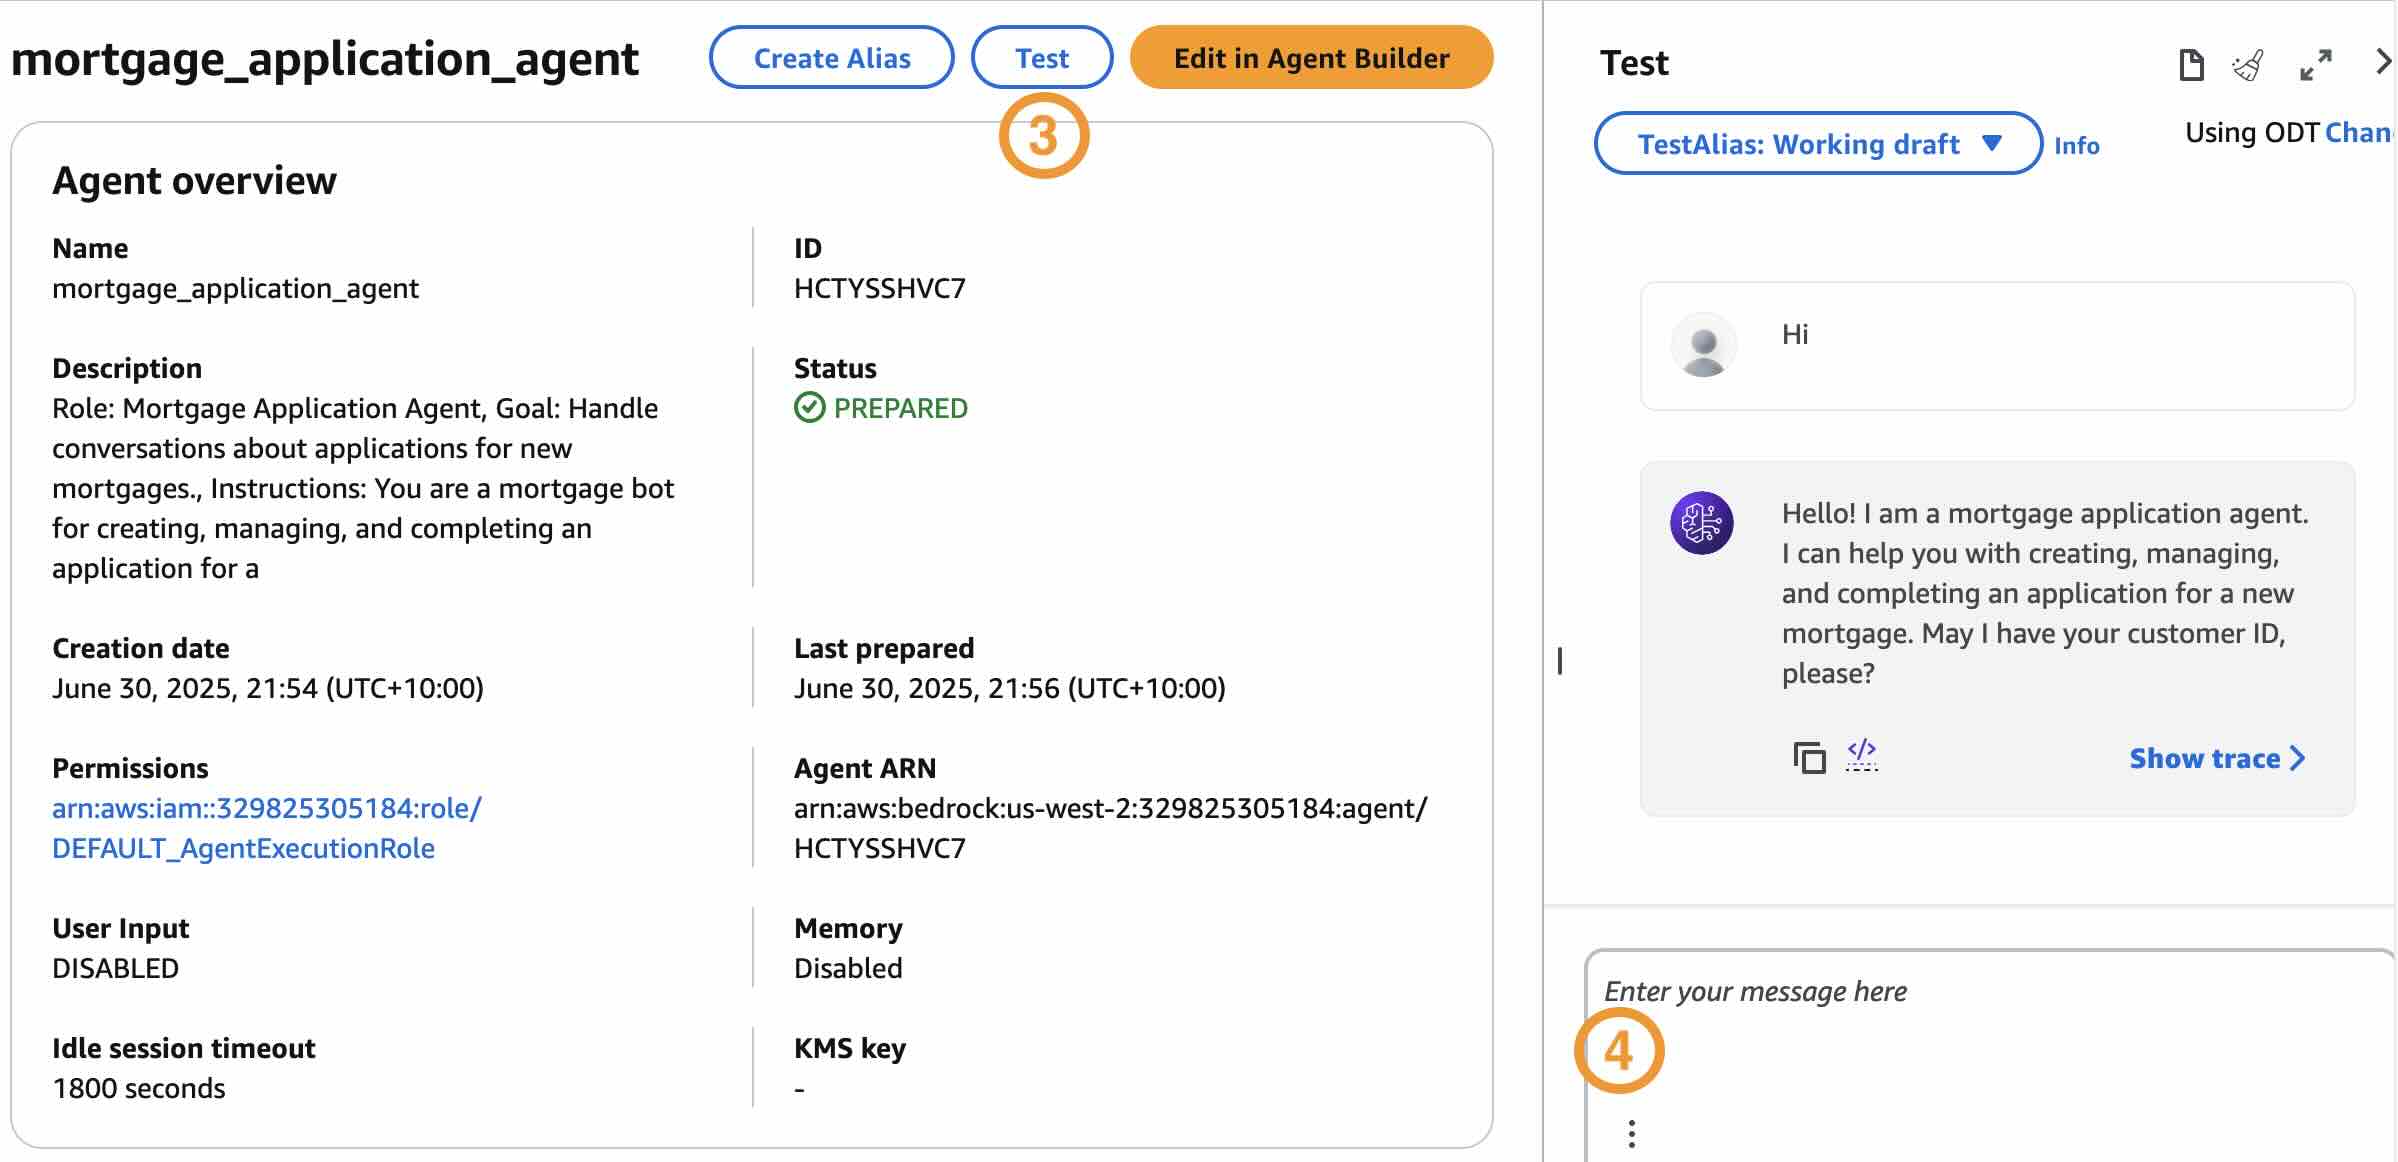 mortgage_application_agent
Create Alias
Test
Edit in Agent Builder
3
Agent overview
Name
mortgage_application_agent
ID
HCTYSSHVC7
Description
Role: Mortgage Application Agent, Goal: Handle
conversations about applications for new
mortgages., Instructions: You are a mortgage bot
for creating, managing, and completing an
application for a
Status
PREPARED
Creation date
June 30, 2025, 21:54 (UTC+10:00)
Last prepared
June 30, 2025, 21:56 (UTC+10:00)
Permissions
arn:aws:iam::329825305184:role/
DEFAULT_AgentExecutionRole
Agent ARN
arn:aws:bedrock:us-west-2:329825305184:agent/
HCTYSSHVC7
User Input
DISABLED
Memory
Disabled
Idle session timeout
1800 seconds
KMS key
-
Test
TestAlias: Working draft
Info
Using ODT Chan
Hi
Hello! I am a mortgage application agent.
I can help you with creating, managing,
and completing an application for a new
mortgage. May I have your customer ID,
please?
</>
Show trace
Enter your message here
4